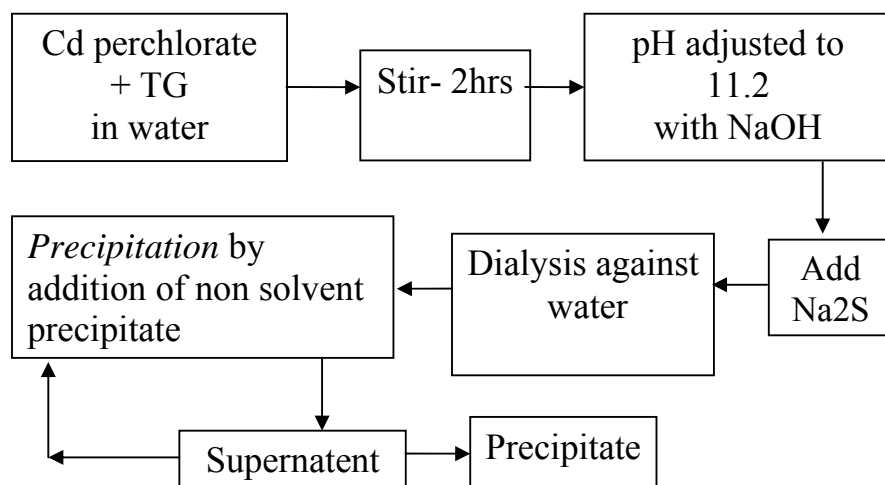 Cd perchlorate
+ TG
in water
Stir- 2hrs
pH adjusted to
11.2
with NaOH
Add
Na2S
Dialysis against
water
Precipitation by
addition of non solvent
precipitate
Supernatent
Precipitate